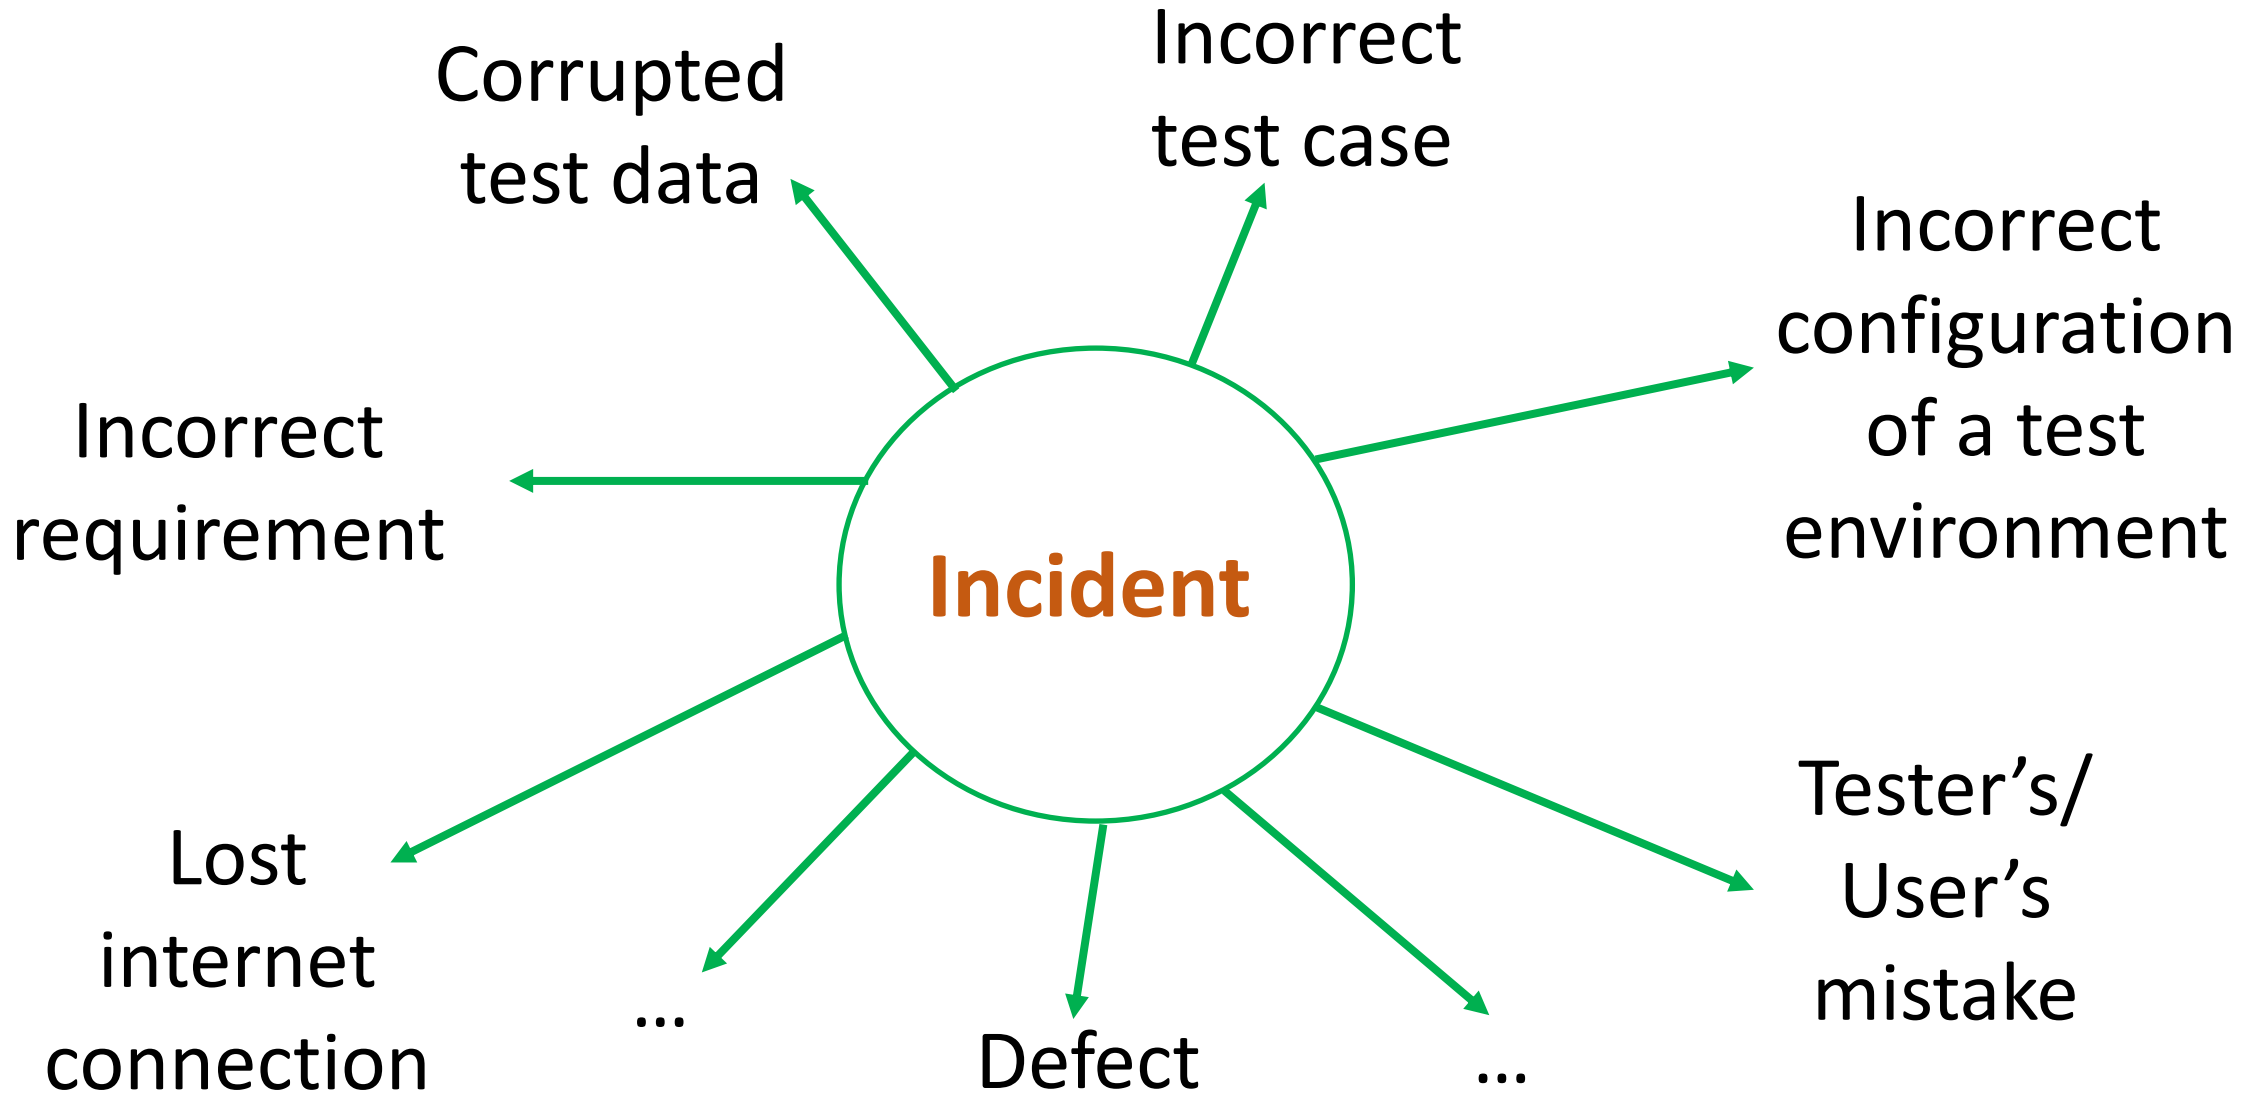 Corrupted
test data
Incorrect
test case
Incorrect
configuration
of a test
environment
Incorrect
requirement
Incident
Lost
internet
connection
...
Defect
...
Tester’s/
User’s
mistake